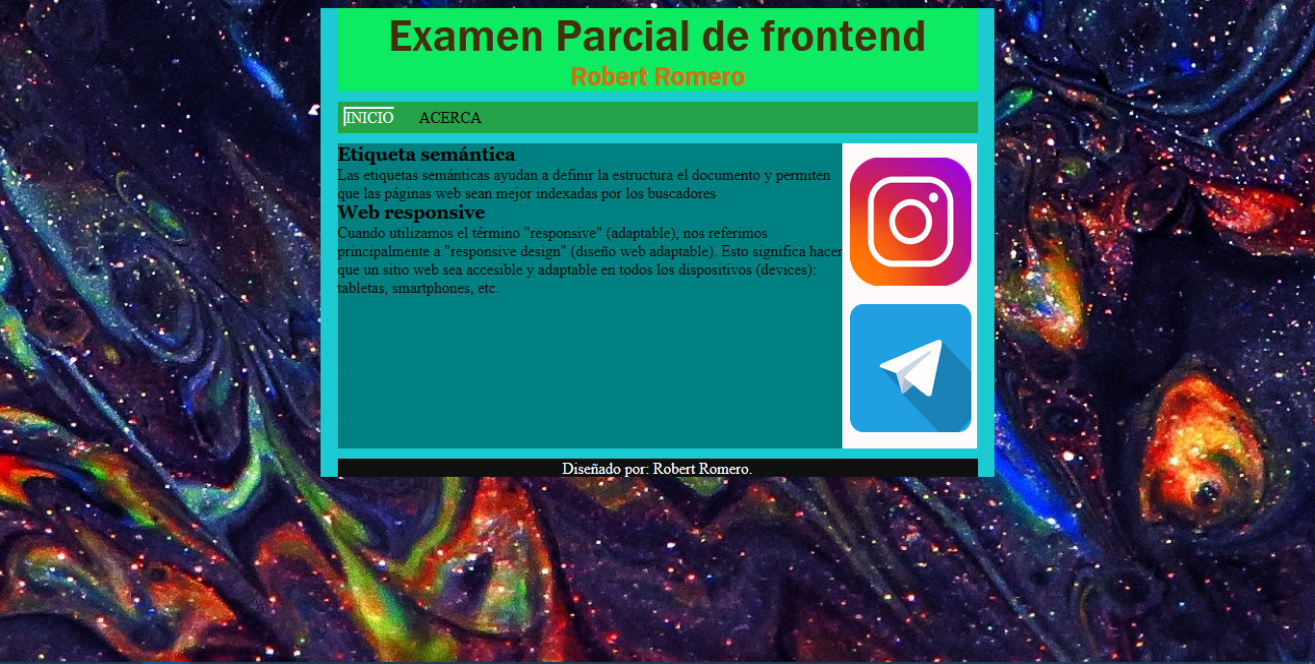 Examen Parcial de frontend
Robert Romero
INICIO ACERCA
Etiqueta semántica
Las etiquetas semánticas ayudan a definir la estructura el documento y permiten
que las páginas web sean mejor indexadas por los buscadores
Web responsive
Cuando utilizamos el término "responsive" (adaptable), nos referimos
principalmente a "responsive design" (diseño web adaptable). Esto significa hacer
que un sitio web sea accesible y adaptable en todos los dispositivos (devices):
tabletas, smartphones, etc.
Diseñado por: Robert Romero.